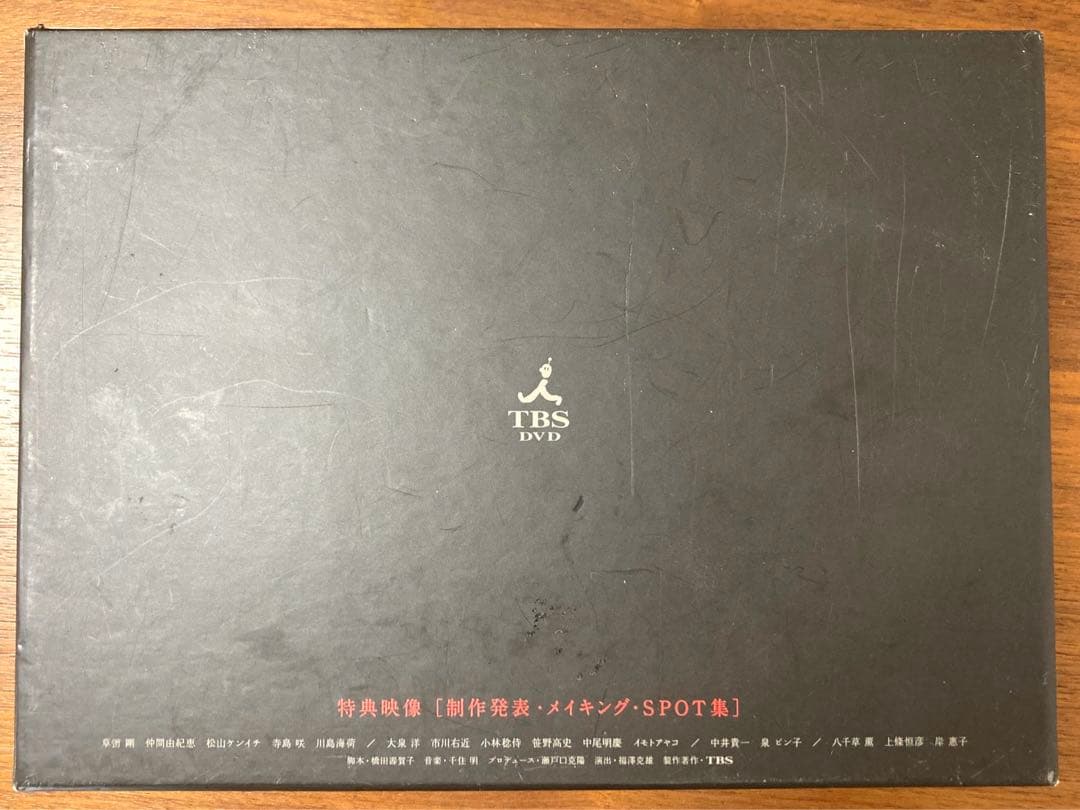 TBS
DVD
特典映像 [制作発表・メイキング・SPOT集]
草彅 剛　仲間由紀恵　松山ケンイチ　寺島 咲　川島海荷　/　大泉 洋　市川右近　小林稔侍　笹野高史　中尾明慶　イモトアヤコ　/　中井貴一　泉 ピン子　/　八千草 薫　上條恒彦　岸 惠子
脚本・橋田壽賀子　音楽・千住 明　プロデュース・瀬戸口克陽　演出・福澤克雄　製作著作・TBS